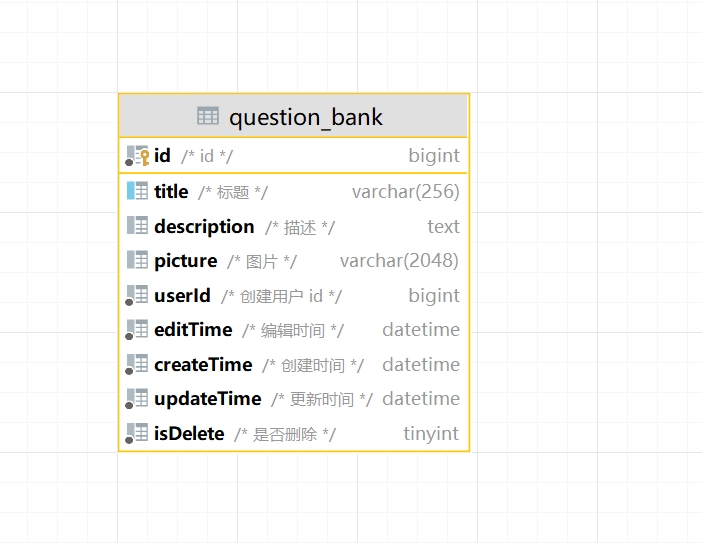 question_bank
id /* id */ bigint
title /* 标题 */ varchar(256)
description /* 描述 */ text
picture /* 图片 */ varchar(2048)
userId /* 创建用户 id */ bigint
editTime /* 编辑时间 */ datetime
createTime /* 创建时间 */ datetime
updateTime /* 更新时间 */ datetime
isDelete /* 是否删除 */ tinyint